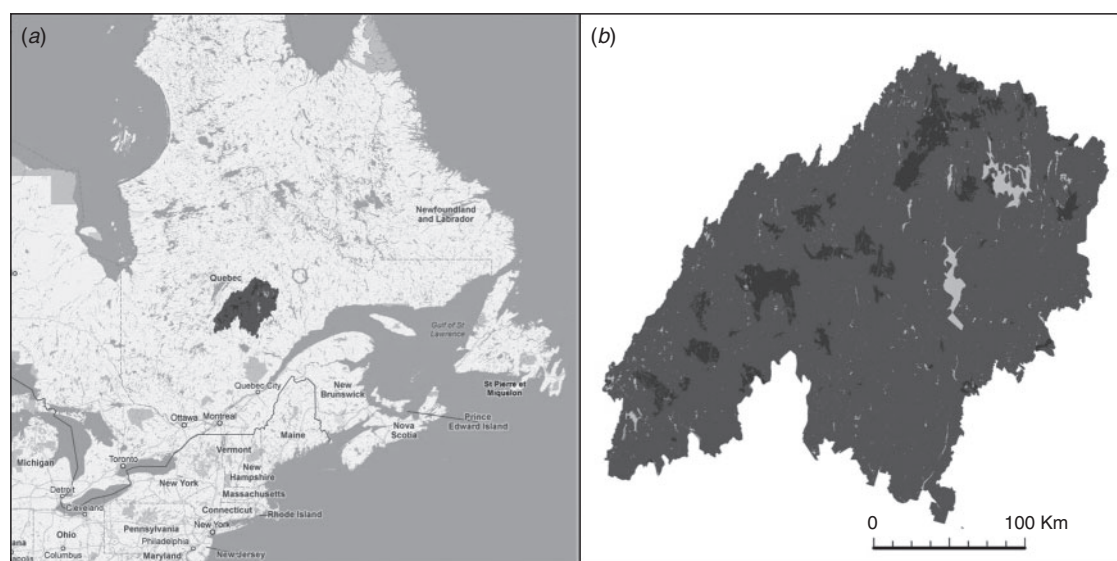 (a)
Newfoundland
and Labrador
Quebec
Gulf of St.
Lawrence
St Pierre et
Miquelon
Quebec City
New
Brunswick
Prince
Edward Island
Ottawa
Montreal
Nova
Scotia
Maine
Michigan
Toronto
Vermont
New
Hampshire
New York
Detroit
Massachusetts
Cleveland
Connecticut
Rhode Island
Pennsylvania
New York
Ohio
Philadelphia
New Jersey
ana
Columbus
Maryland
apolis
(b)
0
100 Km